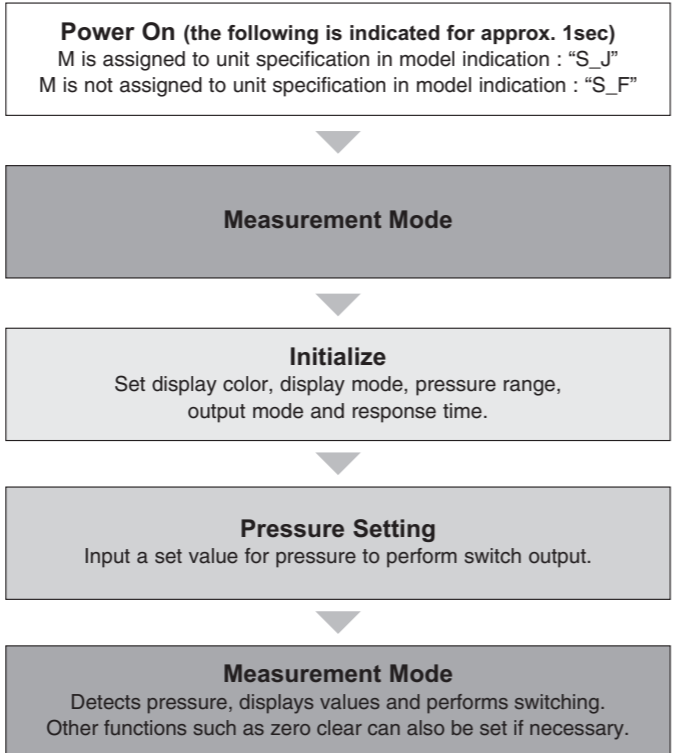 Power On (the following is indicated for approx. 1sec)
M is assigned to unit specification in model indication : “S_J”
M is not assigned to unit specification in model indication : “S_F”
Measurement Mode
Initialize
Set display color, display mode, pressure range,
output mode and response time.
Pressure Setting
Input a set value for pressure to perform switch output.
Measurement Mode
Detects pressure, displays values and performs switching.
Other functions such as zero clear can also be set if necessary.